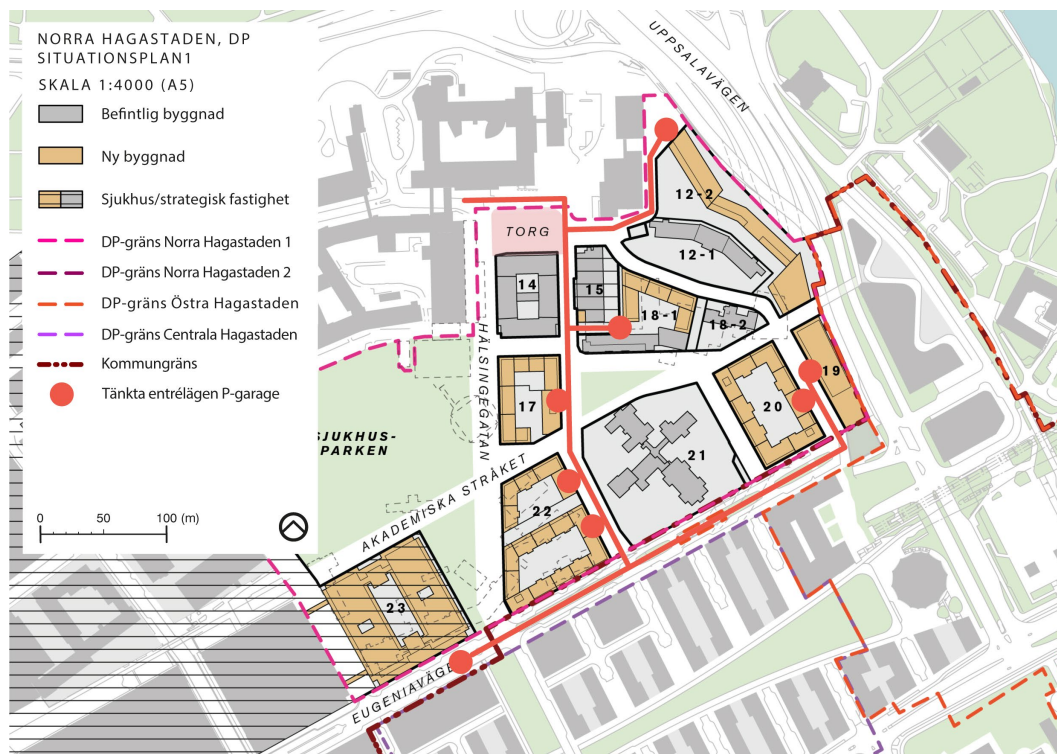 NORRA HAGASTADEN, DP
SITUATIONSPLAN1
SKALA 1:4000 (A5)
Befintlig byggnad
Ny byggnad
Sjukhus/strategisk fastighet
DP-gräns Norra Hagastaden 1
DP-gräns Norra Hagastaden 2
DP-gräns Östra Hagastaden
DP-gräns Centrala Hagastaden
Kommungräns
Tänkta entrélägen P-garage
0 50 100 (m)
UPPSALAVÄGEN
12-2
TORG
12-1
14
15
18-1
18-2
HÄLSINGEGATAN
19
17
20
SJUKHUS-
PARKEN
21
AKADEMISKA STRÅKET
22
23
EUGENIAVÄGEN